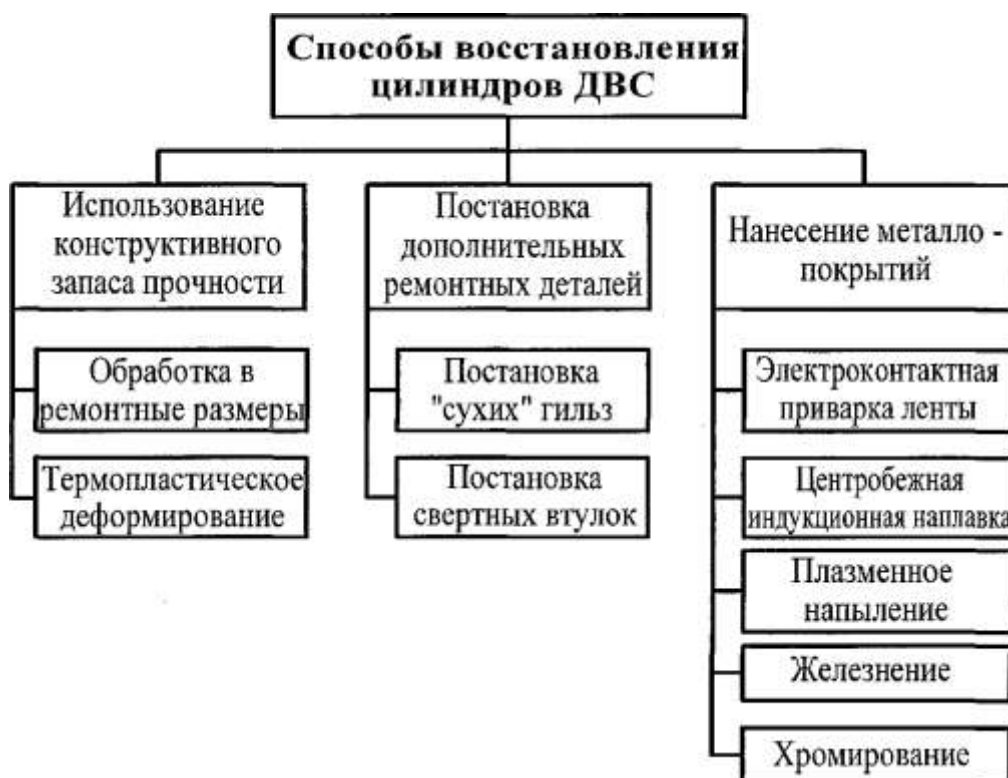 Способы восстановления
цилиндров ДВС
Использование
конструктивного
запаса прочности
Обработка в
ремонтные размеры
Термопластическое
деформирование
Постановка
дополнительных
ремонтных деталей
Постановка
"сухих" гильз
Постановка
свертных втулок
Нанесение металло -
покрытий
Электроконтактная
приварка ленты
Центробежная
индукционная наплавка
Плазменное
напыление
Железнение
Хромирование